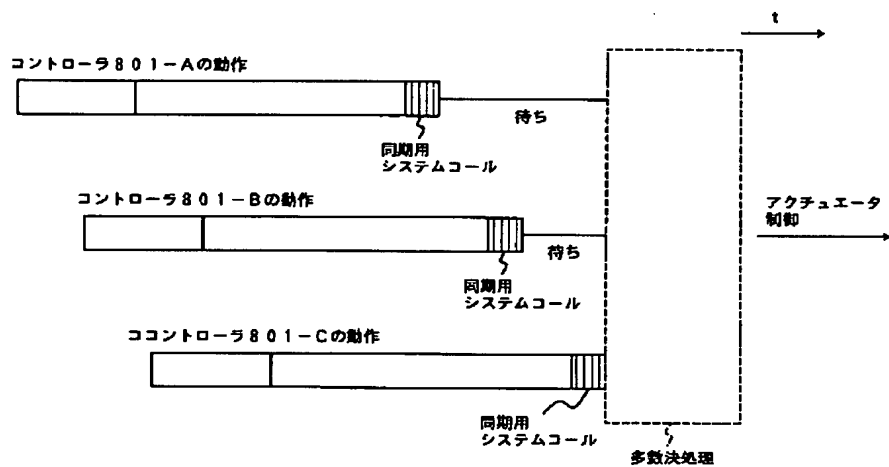 t
コントローラ801-Aの動作
待ち
同期用
システムコール
コントローラ801-Bの動作
アクチュエータ
制御
待ち
同期用
システムコール
ココントローラ801-Cの動作
同期用
システムコール
多数決処理